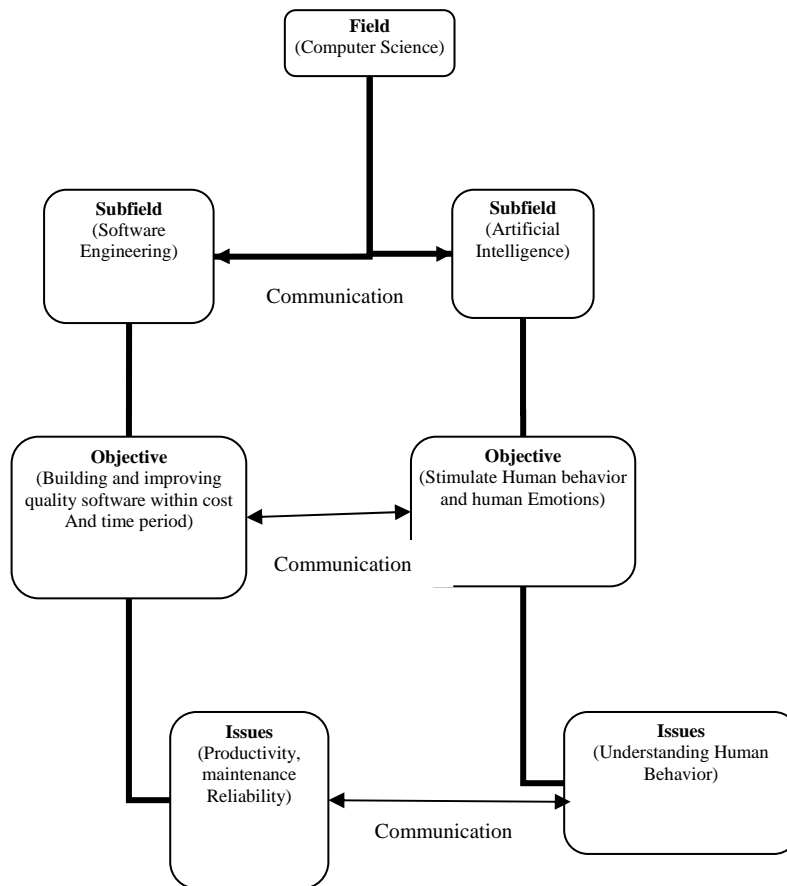 Field
(Computer Science)
Subfield
(Software
Engineering)
Subfield
(Artificial
Intelligence)
Communication
Objective
(Building and improving
quality software within cost
And time period)
Objective
(Stimulate Human behavior
and human Emotions)
Communication
Issues
(Productivity,
maintenance
Reliability)
Issues
(Understanding Human
Behavior)
Communication